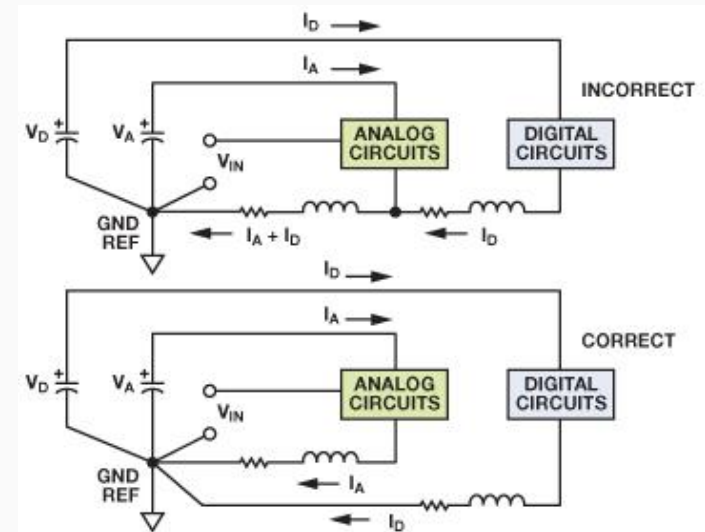 I_D
I_A
INCORRECT
V_D +
V_A +
V_IN
ANALOG
CIRCUITS
DIGITAL
CIRCUITS
GND
REF
I_A + I_D
I_D
I_D
I_A
CORRECT
V_D +
V_A +
V_IN
ANALOG
CIRCUITS
DIGITAL
CIRCUITS
GND
REF
I_A
I_D